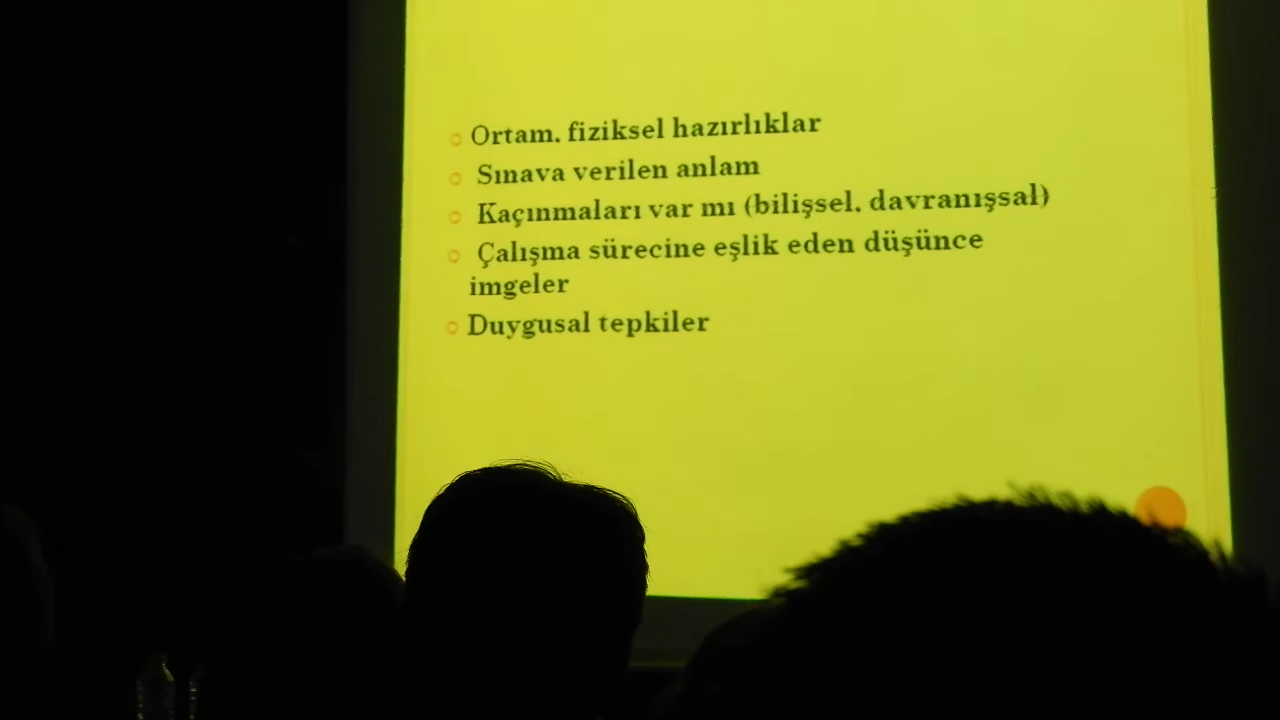 Ortam, fiziksel hazırlıklar
Sınava verilen anlam
Kaçınmaları var mı (bilişsel, davranışsal)
Çalışma sürecine eşlik eden düşünce
imgeler
Duygusal tepkiler